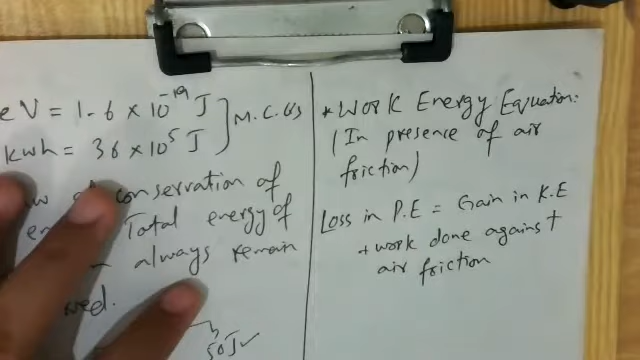 eV = 1.6 × 10⁻¹⁹ J
kwh = 36 × 10⁵ J
M.C.Qs
conservation of
Total energy of
always remain
50J✓
*Work Energy Equation:
(In presence of air
friction)
Loss in P.E = Gain in K.E
+ work done against
air friction